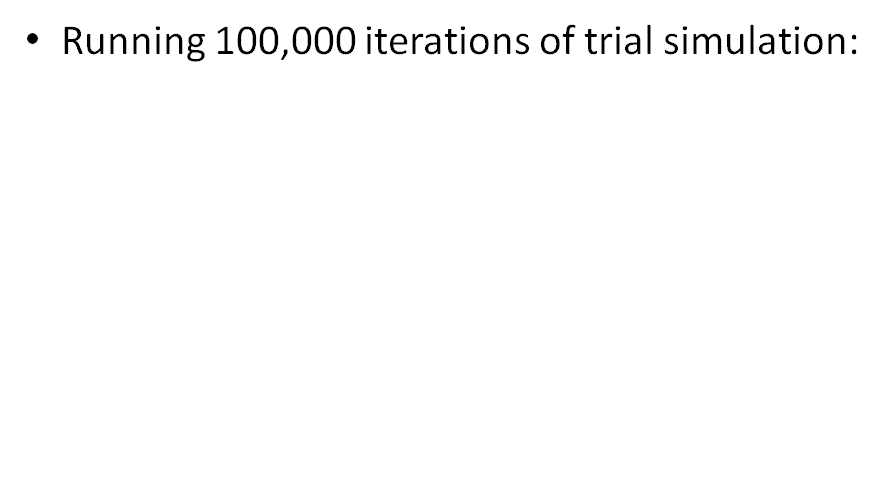 • Running 100,000 iterations of trial simulation: